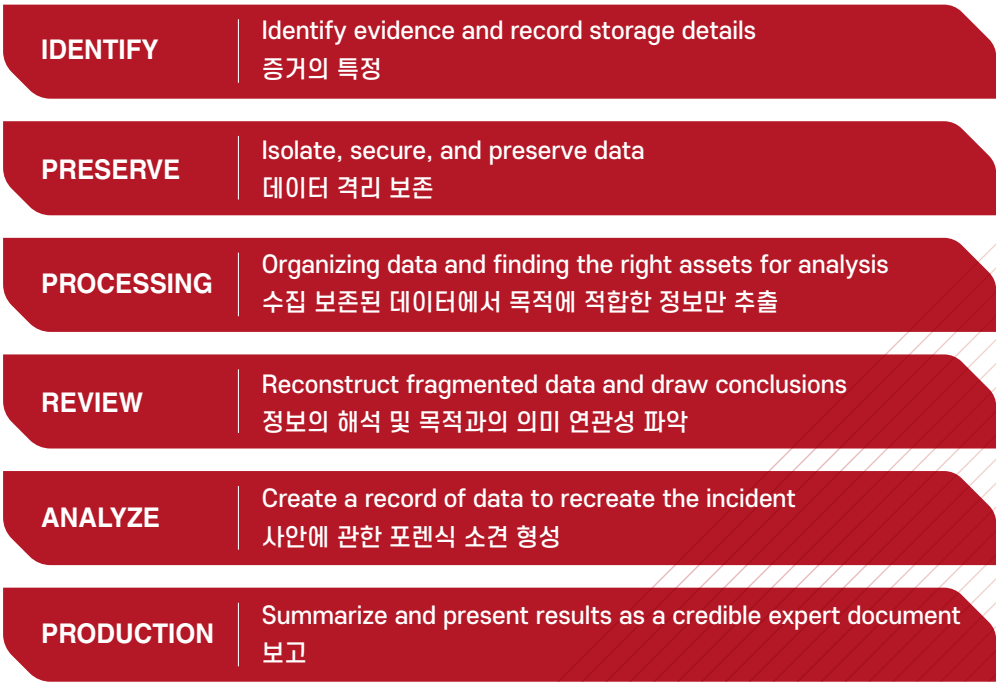 IDENTIFY
Identify evidence and record storage details
증거의 특정
PRESERVE
Isolate, secure, and preserve data
데이터 격리 보존
PROCESSING
Organizing data and finding the right assets for analysis
수집 보존된 데이터에서 목적에 적합한 정보만 추출
REVIEW
Reconstruct fragmented data and draw conclusions
정보의 해석 및 목적과의 의미 연관성 파악
ANALYZE
Create a record of data to recreate the incident
사안에 관한 포렌식 소견 형성
PRODUCTION
Summarize and present results as a credible expert document
보고